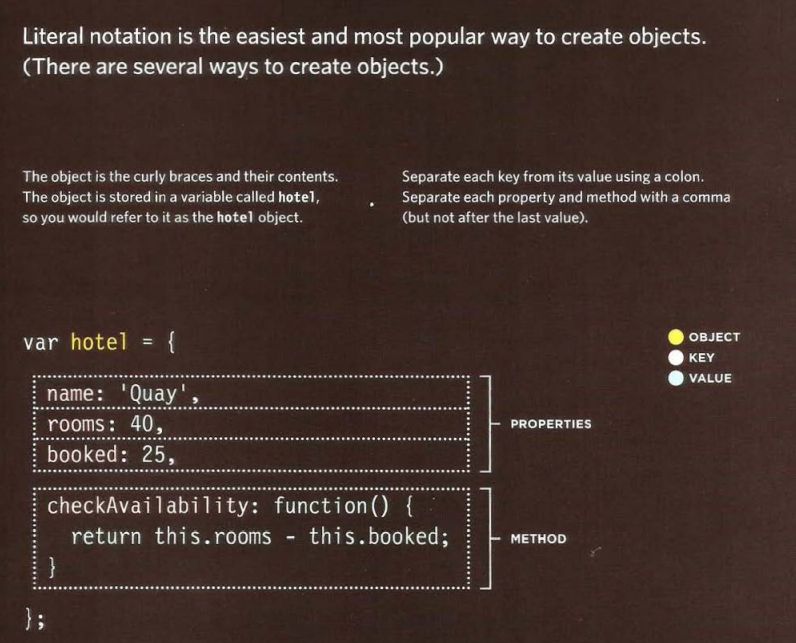 Literal notation is the easiest and most popular way to create objects.
(There are several ways to create objects.)
The object is the curly braces and their contents.
The object is stored in a variable called hotel,
so you would refer to it as the hotel object.
Separate each key from its value using a colon.
Separate each property and method with a comma
(but not after the last value).
var hotel = {
OBJECT
KEY
VALUE
name: 'Quay',
rooms: 40,
booked: 25,
PROPERTIES
checkAvailability: function() {
return this.rooms - this.booked;
}
METHOD
};